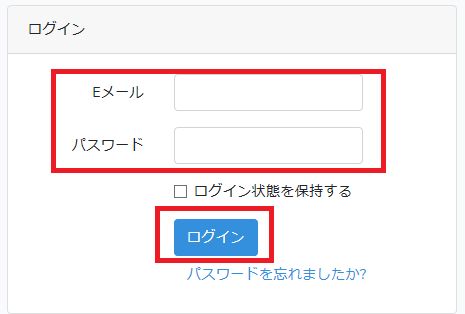 ログイン
Eメール
パスワード
ログイン状態を保持する
ログイン
パスワードを忘れましたか?